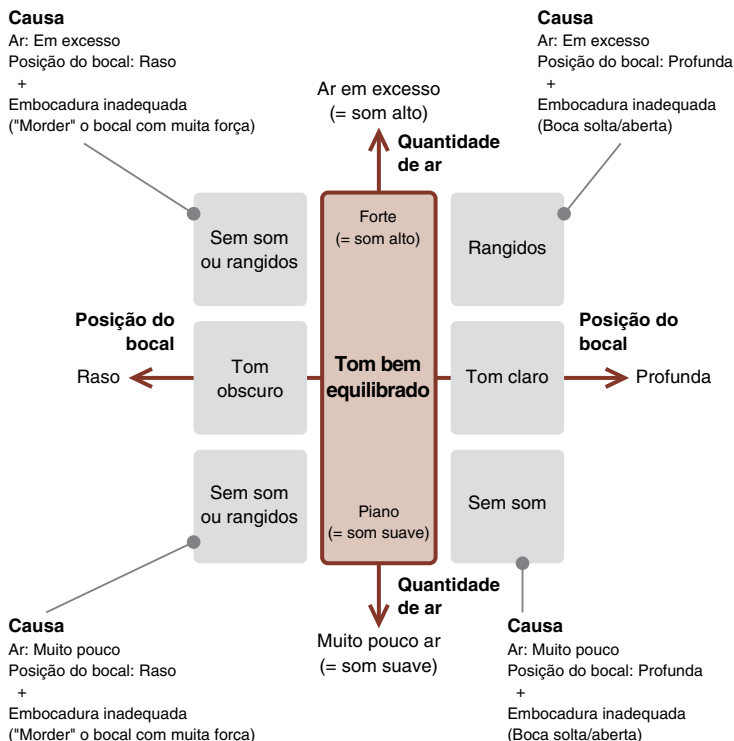 Causa
Ar: Em excesso
Posição do bocal: Raso
+
Embocadura inadequada
("Morder" o bocal com muita força)
Causa
Ar: Em excesso
Posição do bocal: Profunda
+
Embocadura inadequada
(Boca solta/aberta)
Ar em excesso
(= som alto)
Quantidade
de ar
Sem som
ou rangidos
Forte
(= som alto)
Rangidos
Posição do
bocal
Raso
Tom
obscuro
Tom bem
equilibrado
Tom claro
Posição do
bocal
Profunda
Sem som
ou rangidos
Piano
(= som suave)
Sem som
Quantidade
de ar
Muito pouco ar
(= som suave)
Causa
Ar: Muito pouco
Posição do bocal: Raso
+
Embocadura inadequada
("Morder" o bocal com muita força)
Causa
Ar: Muito pouco
Posição do bocal: Profunda
+
Embocadura inadequada
(Boca solta/aberta)